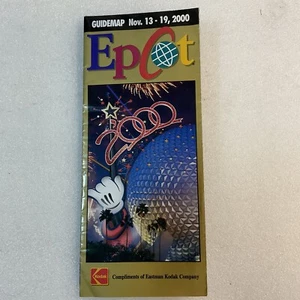 GUIDEMAP Nov. 13 - 19, 2000
Epcot
2000
Kodak
Compliments of Eastman Kodak Company